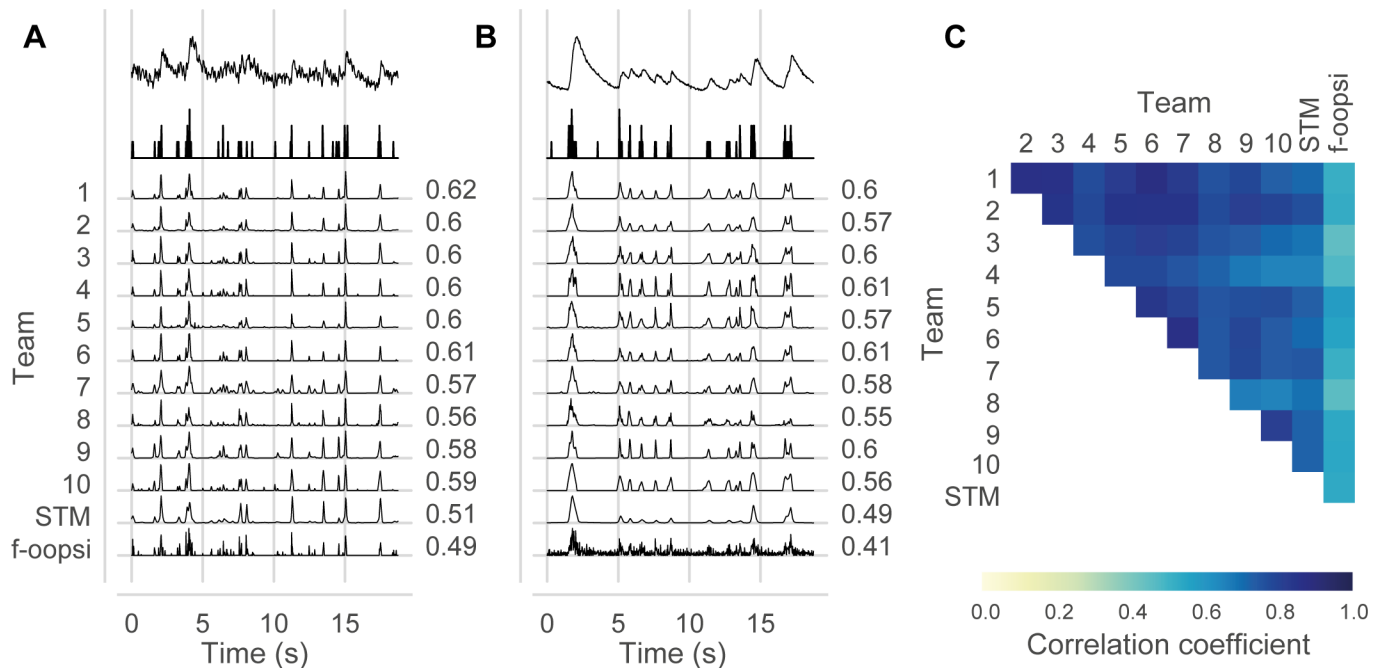 A
B
C
Team
2 3 4 5 6 7 8 9 10 STM f-oopsi
1 0.62
2 0.6
3 0.6
4 0.6
5 0.6
6 0.61
7 0.57
8 0.56
9 0.58
10 0.59
STM 0.51
f-oopsi 0.49
Team
0.6
0.57
0.6
0.61
0.57
0.61
0.58
0.55
0.6
0.56
0.49
0.41
Team
1
2
3
4
5
6
7
8
9
10
STM
0 5 10 15
Time (s)
0 5 10 15
Time (s)
0.0 0.2 0.4 0.6 0.8 1.0
Correlation coefficient